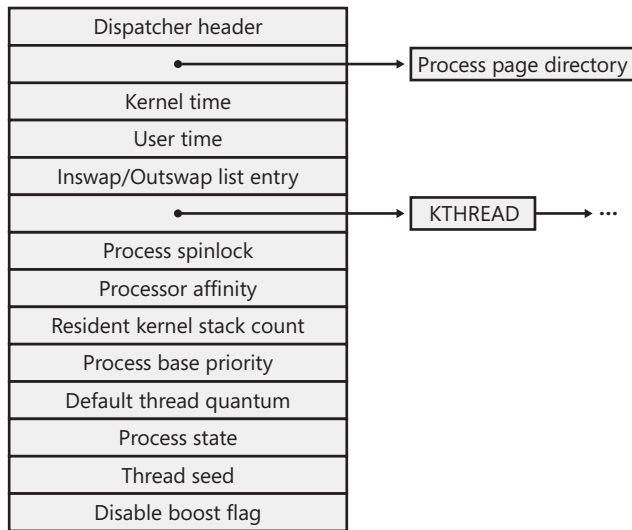 Dispatcher header
Process page directory
Kernel time
User time
Inswap/Outswap list entry
KTHREAD
...
Process spinlock
Processor affinity
Resident kernel stack count
Process base priority
Default thread quantum
Process state
Thread seed
Disable boost flag